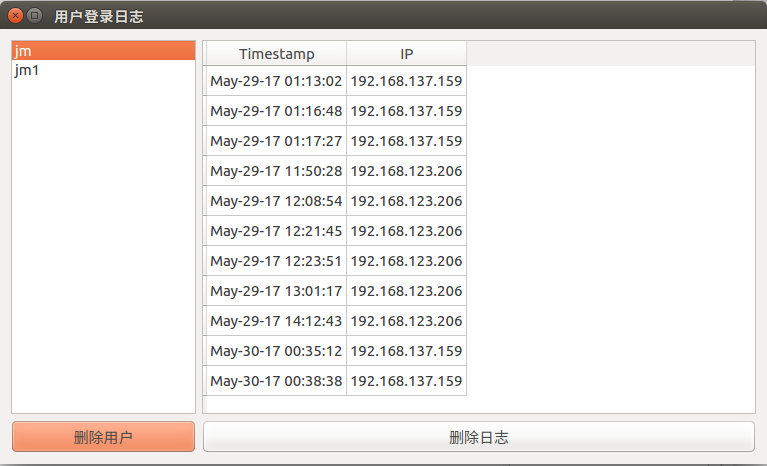 用户登录日志
jm
jm1
Timestamp IP
May-29-17 01:13:02 192.168.137.159
May-29-17 01:16:48 192.168.137.159
May-29-17 01:17:27 192.168.137.159
May-29-17 11:50:28 192.168.123.206
May-29-17 12:08:54 192.168.123.206
May-29-17 12:21:45 192.168.123.206
May-29-17 12:23:51 192.168.123.206
May-29-17 13:01:17 192.168.123.206
May-29-17 14:12:43 192.168.123.206
May-30-17 00:35:12 192.168.137.159
May-30-17 00:38:38 192.168.137.159
删除用户 删除日志